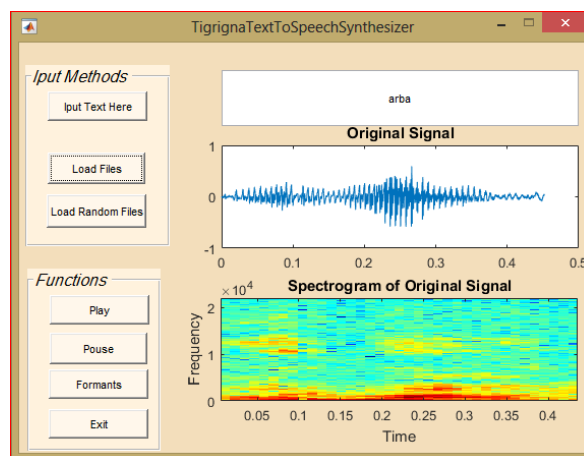 TigrignaTextToSpeechSynthesizer
Iput Methods
Iput Text Here
Load Files
Load Random Files
Functions
Play
Pouse
Formants
Exit
arba
Original Signal
1
0
-1
0 0.1 0.2 0.3 0.4 0.5
Spectrogram of Original Signal
×10⁴
2
1
0
Frequency
0.05 0.1 0.15 0.2 0.25 0.3 0.35 0.4
Time